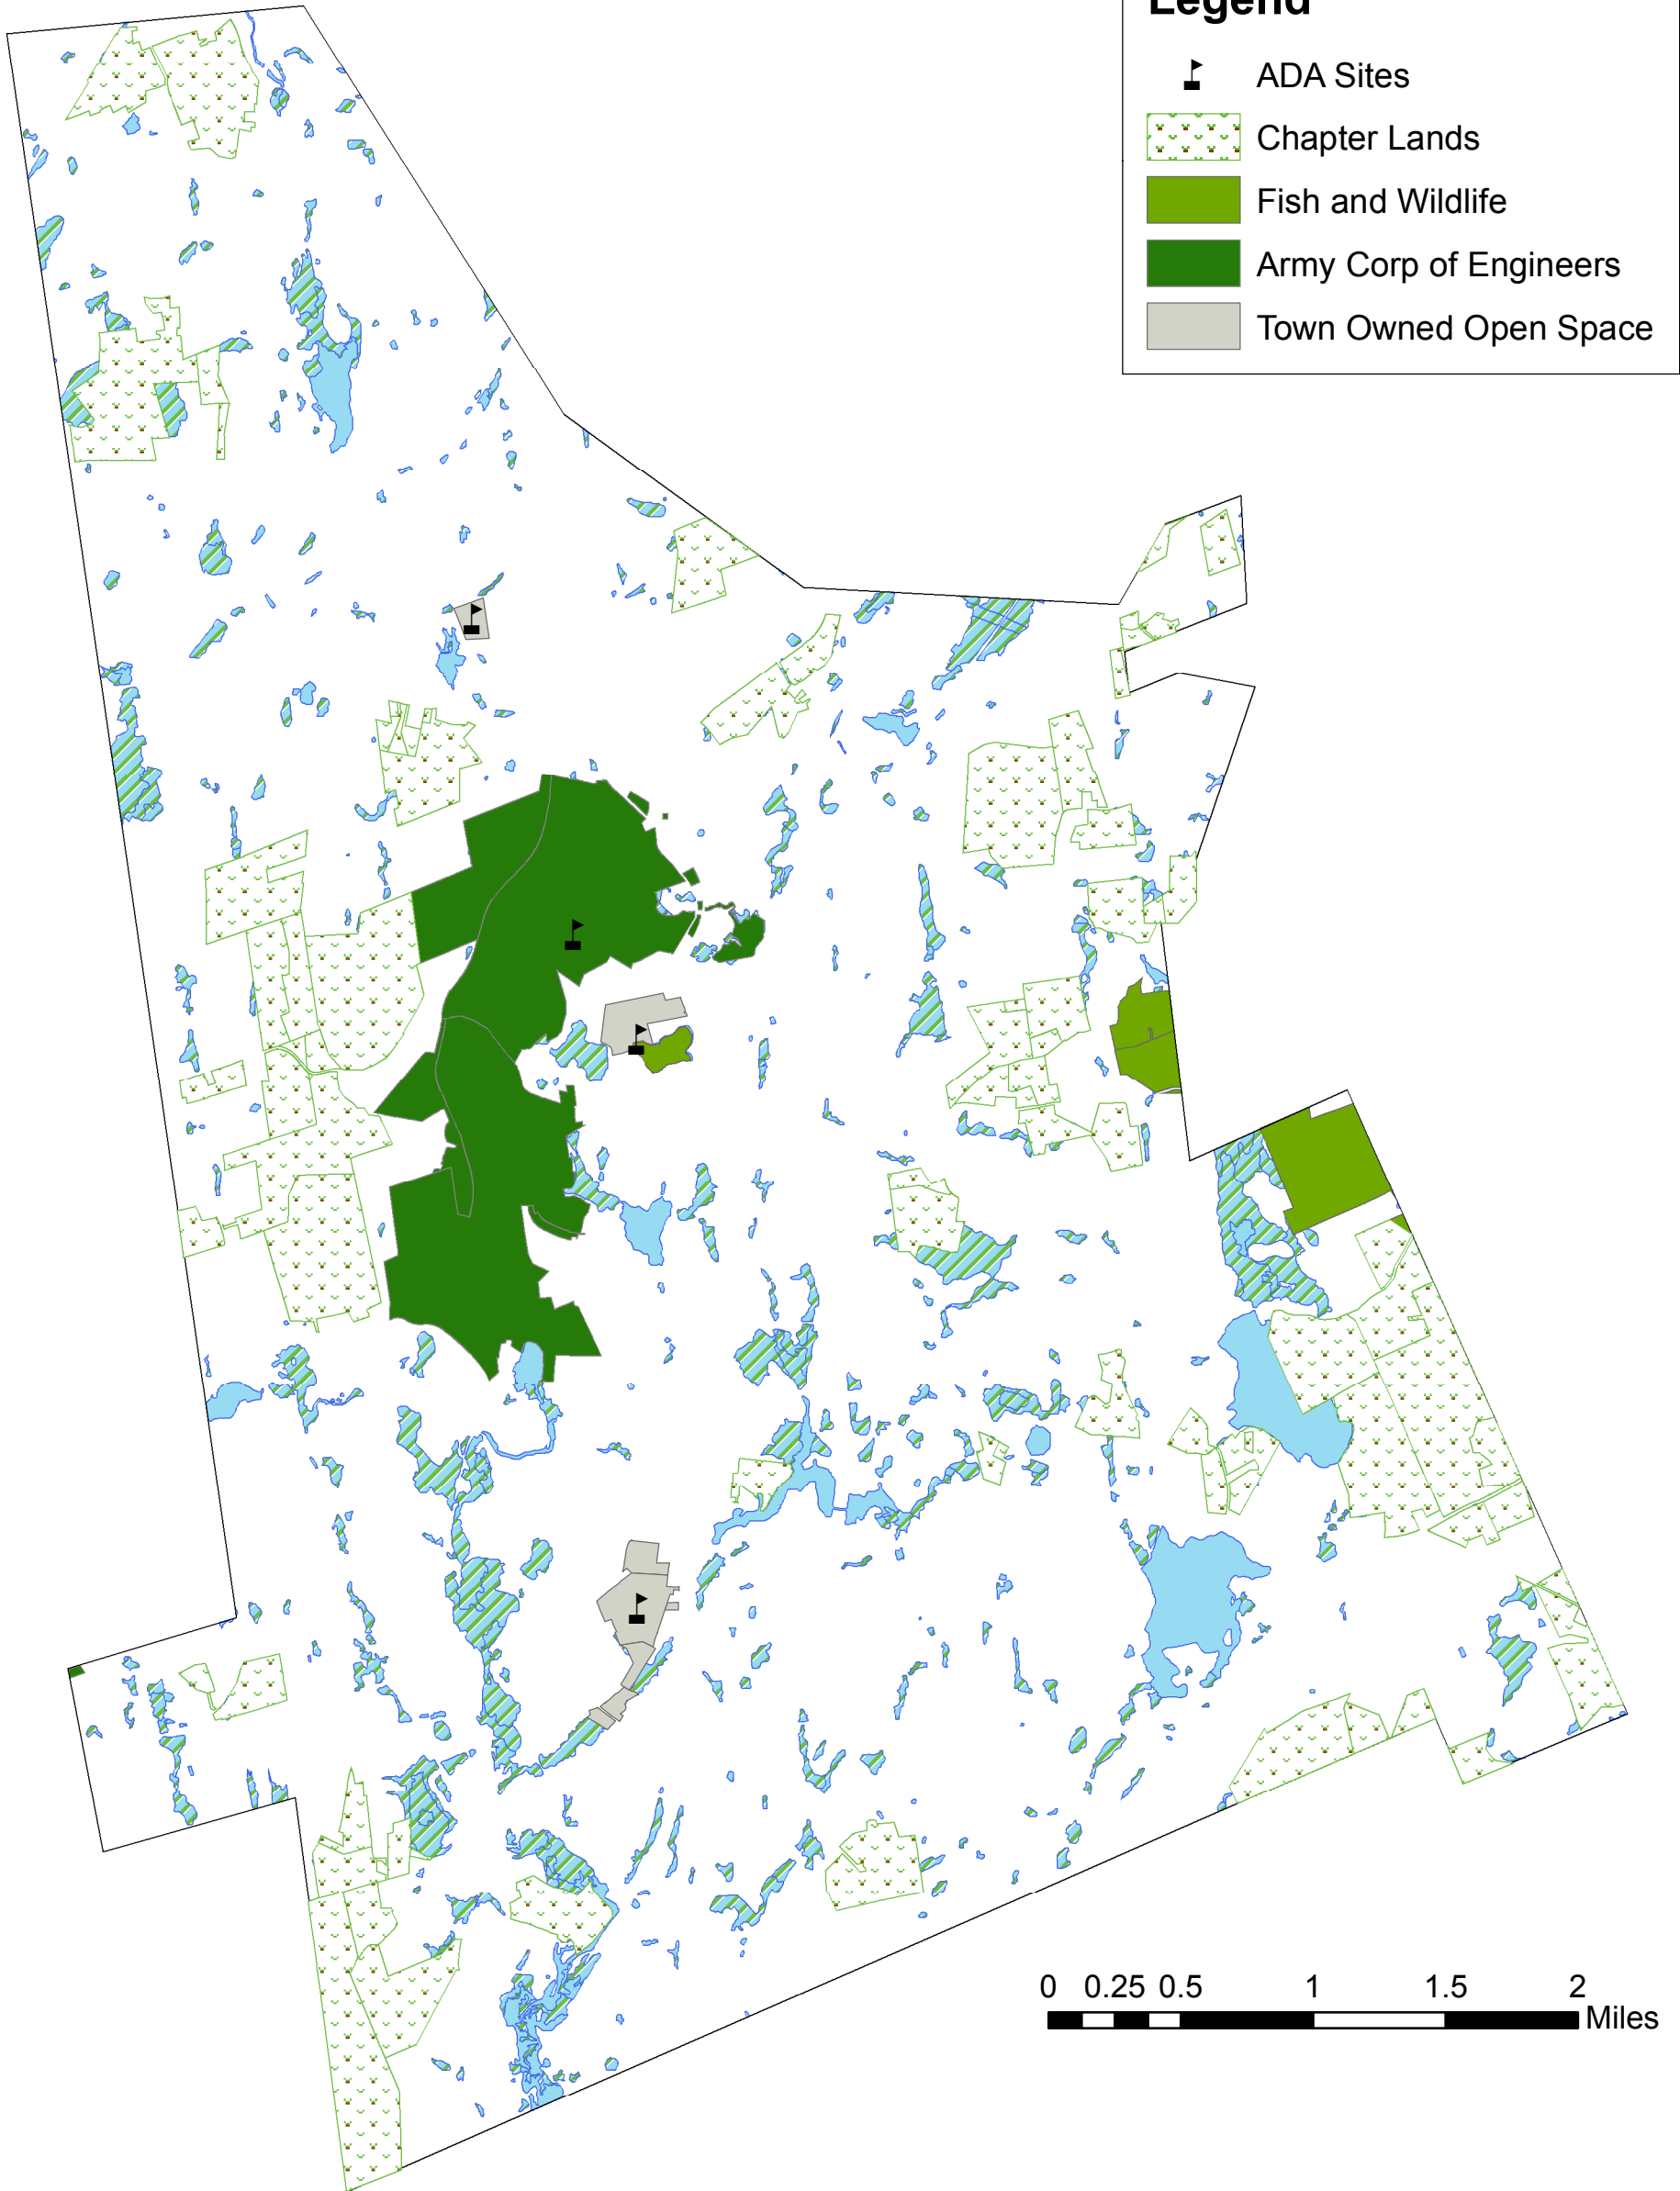 Legend
ADA Sites
Chapter Lands
Fish and Wildlife
Army Corp of Engineers
Town Owned Open Space
0 0.25 0.5 1 1.5 2
Miles